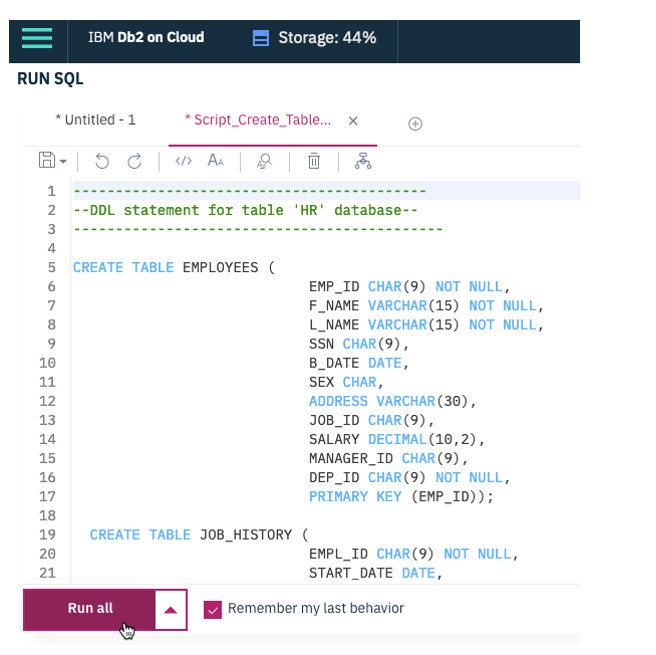 IBM Db2 on Cloud Storage: 44%
RUN SQL
* Untitled - 1 * Script_Create_Table... ×
</> AA
1 ------------------------------------------
2 --DDL statement for table 'HR' database--
3 --------------------------------------------
4
5 CREATE TABLE EMPLOYEES (
6 EMP_ID CHAR(9) NOT NULL,
7 F_NAME VARCHAR(15) NOT NULL,
8 L_NAME VARCHAR(15) NOT NULL,
9 SSN CHAR(9),
10 B_DATE DATE,
11 SEX CHAR,
12 ADDRESS VARCHAR(30),
13 JOB_ID CHAR(9),
14 SALARY DECIMAL(10,2),
15 MANAGER_ID CHAR(9),
16 DEP_ID CHAR(9) NOT NULL,
17 PRIMARY KEY (EMP_ID));
18
19 CREATE TABLE JOB_HISTORY (
20 EMPL_ID CHAR(9) NOT NULL,
21 START_DATE DATE,
Run all Remember my last behavior